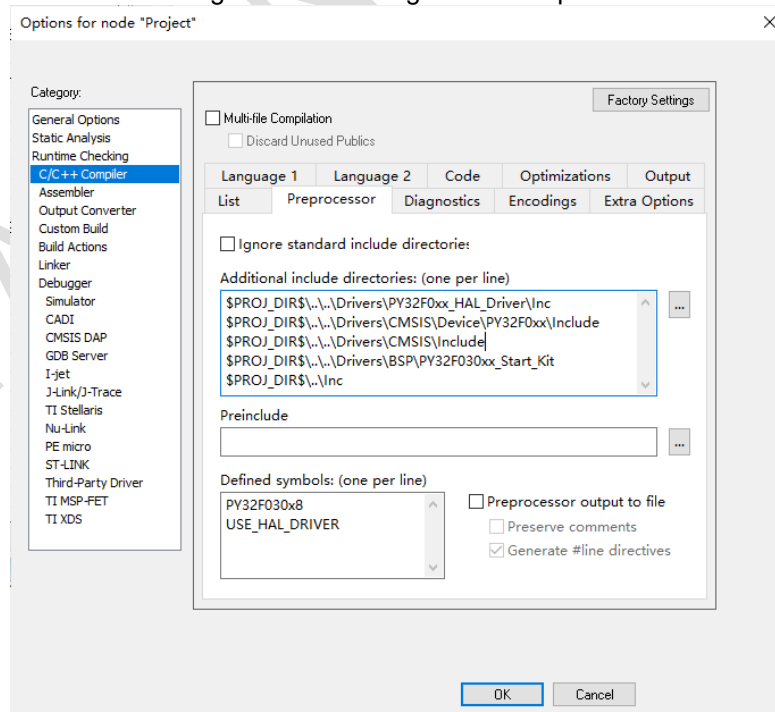 Options for node "Project"
Category:
General Options
Static Analysis
Runtime Checking
C/C++ Compiler
Assembler
Output Converter
Custom Build
Build Actions
Linker
Debugger
Simulator
CADI
CMSIS DAP
GDB Server
I-jet
J-Link/J-Trace
TI Stellaris
Nu-Link
PE micro
ST-LINK
Third-Party Driver
TI MSP-FET
TI XDS
Factory Settings
Multi-file Compilation
Discard Unused Publics
Language 1 Language 2 Code Optimizations Output
List Preprocessor Diagnostics Encodings Extra Options
Ignore standard include directories
Additional include directories: (one per line)
$PROJ_DIR$\..\..\Drivers\PY32F0xx_HAL_Driver\Inc
$PROJ_DIR$\..\..\Drivers\CMSIS\Device\PY32F0xx\Include
$PROJ_DIR$\..\..\Drivers\CMSIS\Include
$PROJ_DIR$\..\..\Drivers\BSP\PY32F030xx_Start_Kit
$PROJ_DIR$\..\Inc
...
Preinclude
...
Defined symbols: (one per line)
PY32F030x8
USE_HAL_DRIVER
Preprocessor output to file
Preserve comments
Generate #line directives
OK Cancel